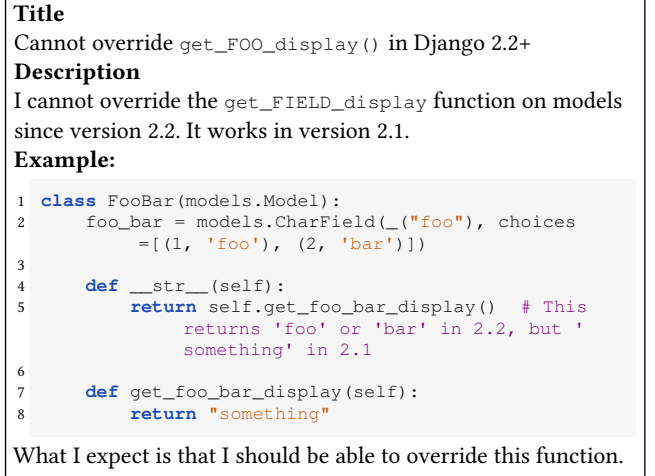 Title
Cannot override get_FOO_display() in Django 2.2+
Description
I cannot override the get_FIELD_display function on models
since version 2.2. It works in version 2.1.
Example:
1 class FooBar(models.Model):
2 foo_bar = models.CharField(_("foo"), choices
=[(1, 'foo'), (2, 'bar')])
3
4 def __str__(self):
5 return self.get_foo_bar_display() # This
returns 'foo' or 'bar' in 2.2, but '
something' in 2.1
6
7 def get_foo_bar_display(self):
8 return "something"
What I expect is that I should be able to override this function.